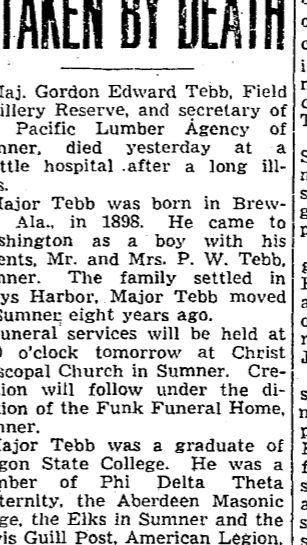 TAKEN BY DEATH
Maj. Gordon Edward Tebb, Field
illery Reserve, and secretary of
Pacific Lumber Agency of
nner, died yesterday at a
ttle hospital .after a long ill-
s.
Major Tebb was born in Brew-
Ala., in 1898. He came to
shington as a boy with his
ents, Mr. and Mrs. P. W. Tebb,
nner. The family settled in
ys Harbor, Major Tebb moved
Sumner eight years ago.
uneral services will be held at
o'clock tomorrow at Christ
scopal Church in Sumner. Cre-
ion will follow under the di-
tion of the Funk Funeral Home,
nner.
Major Tebb was a graduate of
gon State College. He was a
mber of Phi Delta Theta
ternity, the Aberdeen Masonic
ge, the Elks in Sumner and the
vis Guill Post, American Legion.